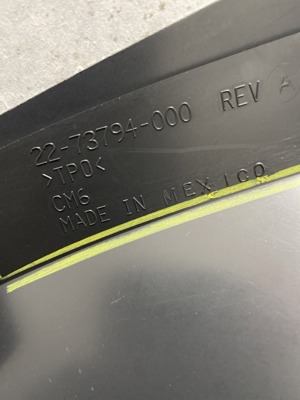 22-73794-000 REV A
>TPO<
CM6
MADE IN MEXICO